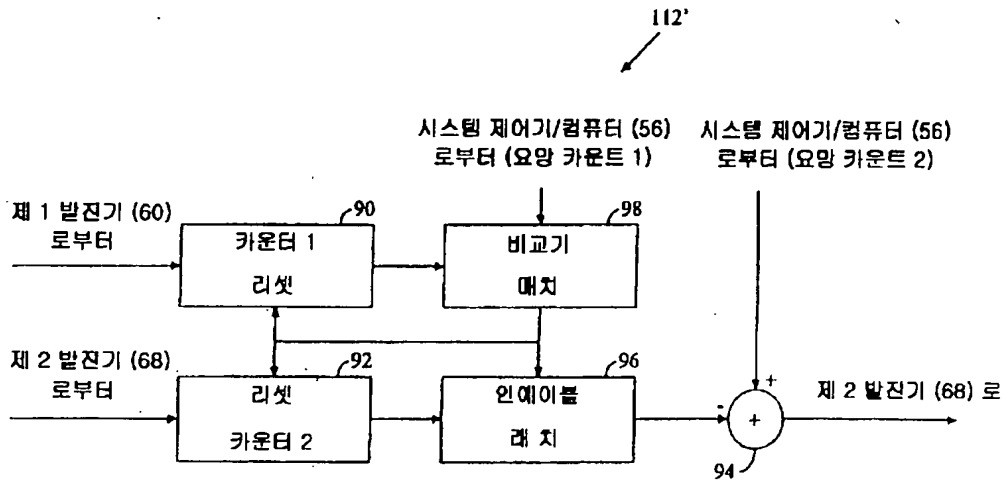 112'
시스템 제어기/컴퓨터 (56)
로부터 (요망 카운트 1)
시스템 제어기/컴퓨터 (56)
로부터 (요망 카운트 2)
제 1 발진기 (60)
로부터
90
카운터 1
리셋
98
비교기
매치
제 2 발진기 (68)
로부터
92
리셋
카운터 2
96
인에이블
래치
+
-
+
94
제 2 발진기 (68) 로